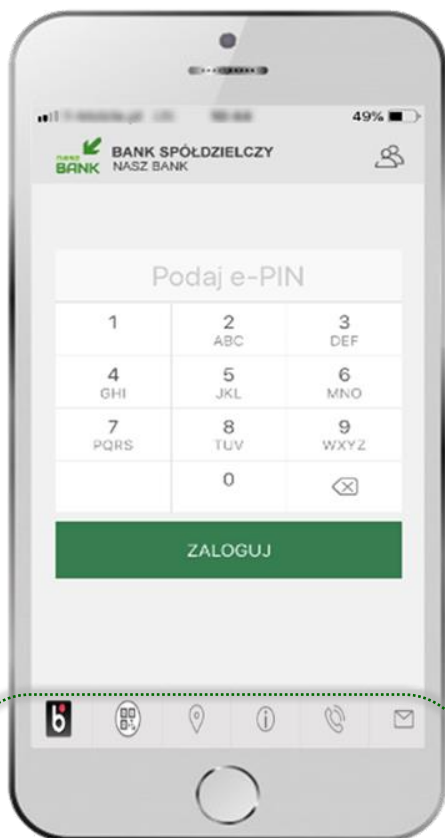 49%
nasz BANK
BANK SPÓŁDZIELCZY
NASZ BANK
Podaj e-PIN
1 2 3
ABC DEF
4 5 6
GHI JKL MNO
7 8 9
PQRS TUV WXYZ
0
ZALOGUJ
b
i